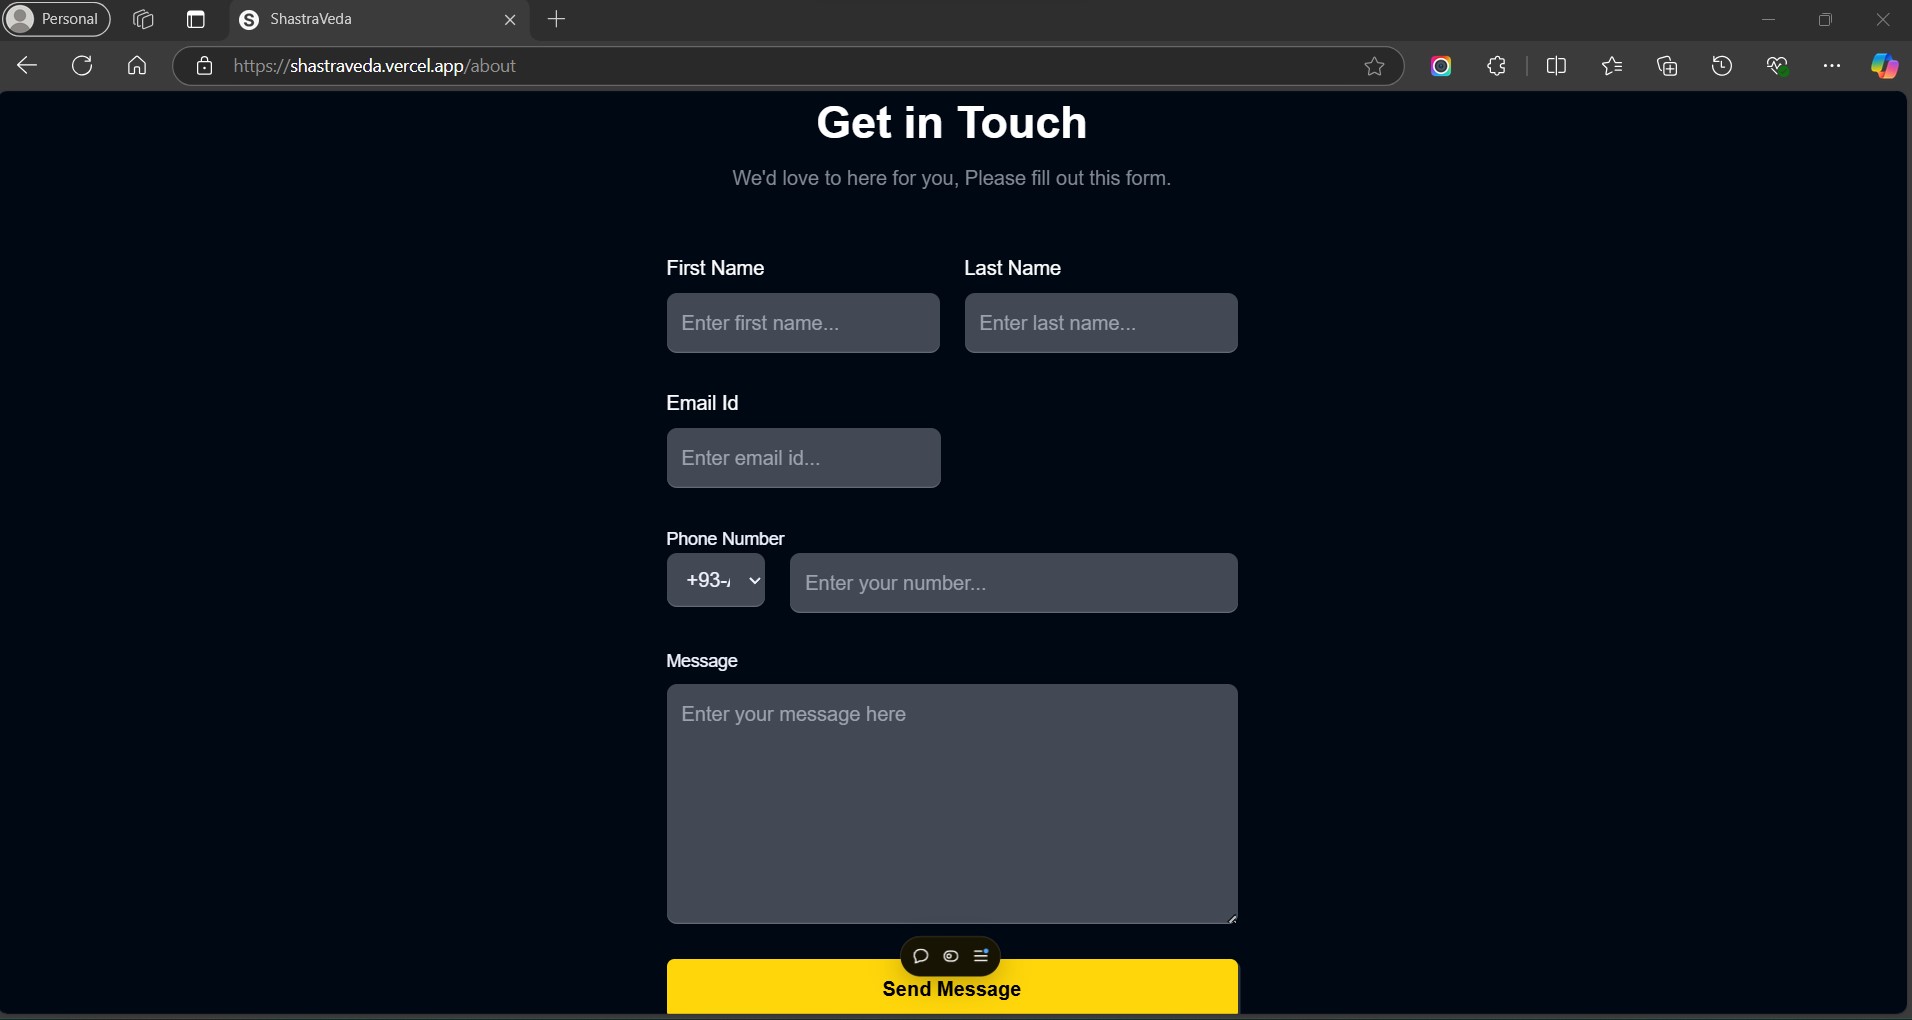 Personal
ShastraVeda
https://shastraveda.vercel.app/about
Get in Touch
We'd love to here for you, Please fill out this form.
First Name Last Name
Enter first name... Enter last name...
Email Id
Enter email id...
Phone Number
+93- Enter your number...
Message
Enter your message here
Send Message